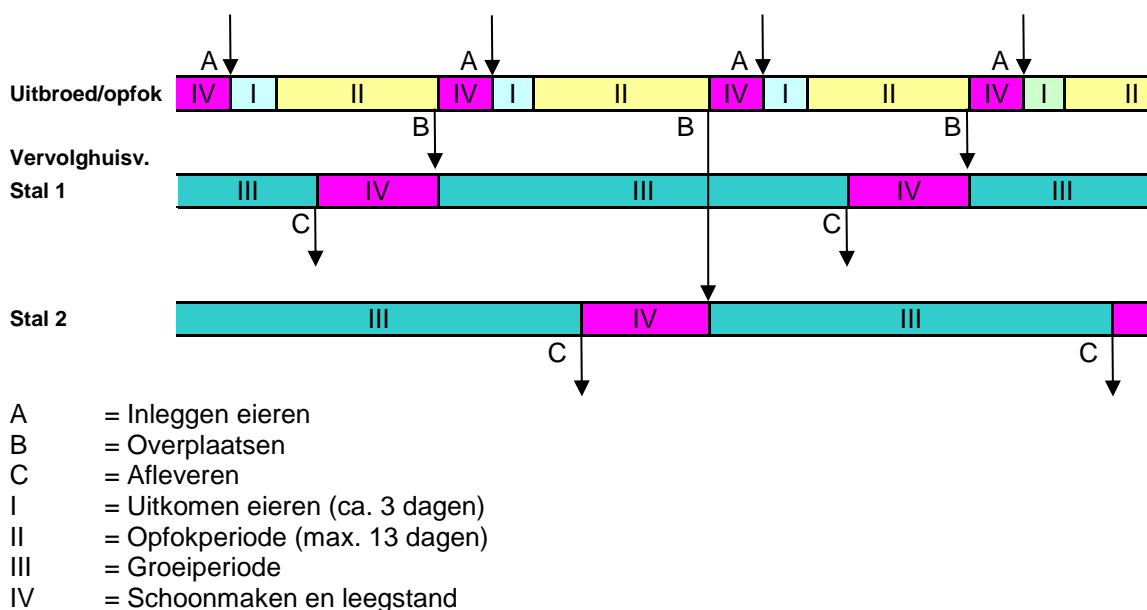 A A A A
Uitbroed/opfok IV I II IV I II IV I II IV I II
B B B
Vervolghuisv.
Stal 1 III IV III IV III
C C
Stal 2 III IV III
C C
A = Inleggen eieren
B = Overplaatsen
C = Afleveren
I = Uitkomen eieren (ca. 3 dagen)
II = Opfokperiode (max. 13 dagen)
III = Groeiperiode
IV = Schoonmaken en leegstand